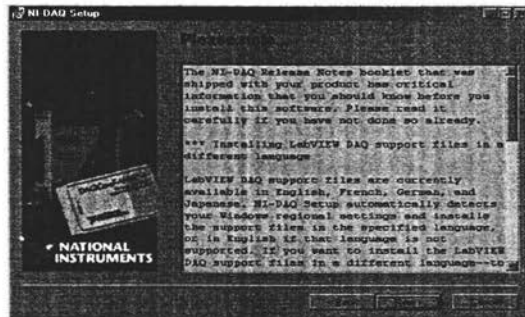 NI-DAQ Setup
The NI-DAQ Release Notes booklet that was
shipped with your product has critical
information that you should know before you
install this software. Please read it
carefully if you have not done so already.
*** Installing LabVIEW DAQ support files in a
different language
LabVIEW DAQ support files are currently
available in English, French, German, and
Japanese. NI-DAQ Setup automatically detects
your Windows regional settings and installs
the support files in the specified language,
or in English if that language is not
supported. If you want to install the LabVIEW
DAQ support files in a different language--to
NATIONAL
INSTRUMENTS